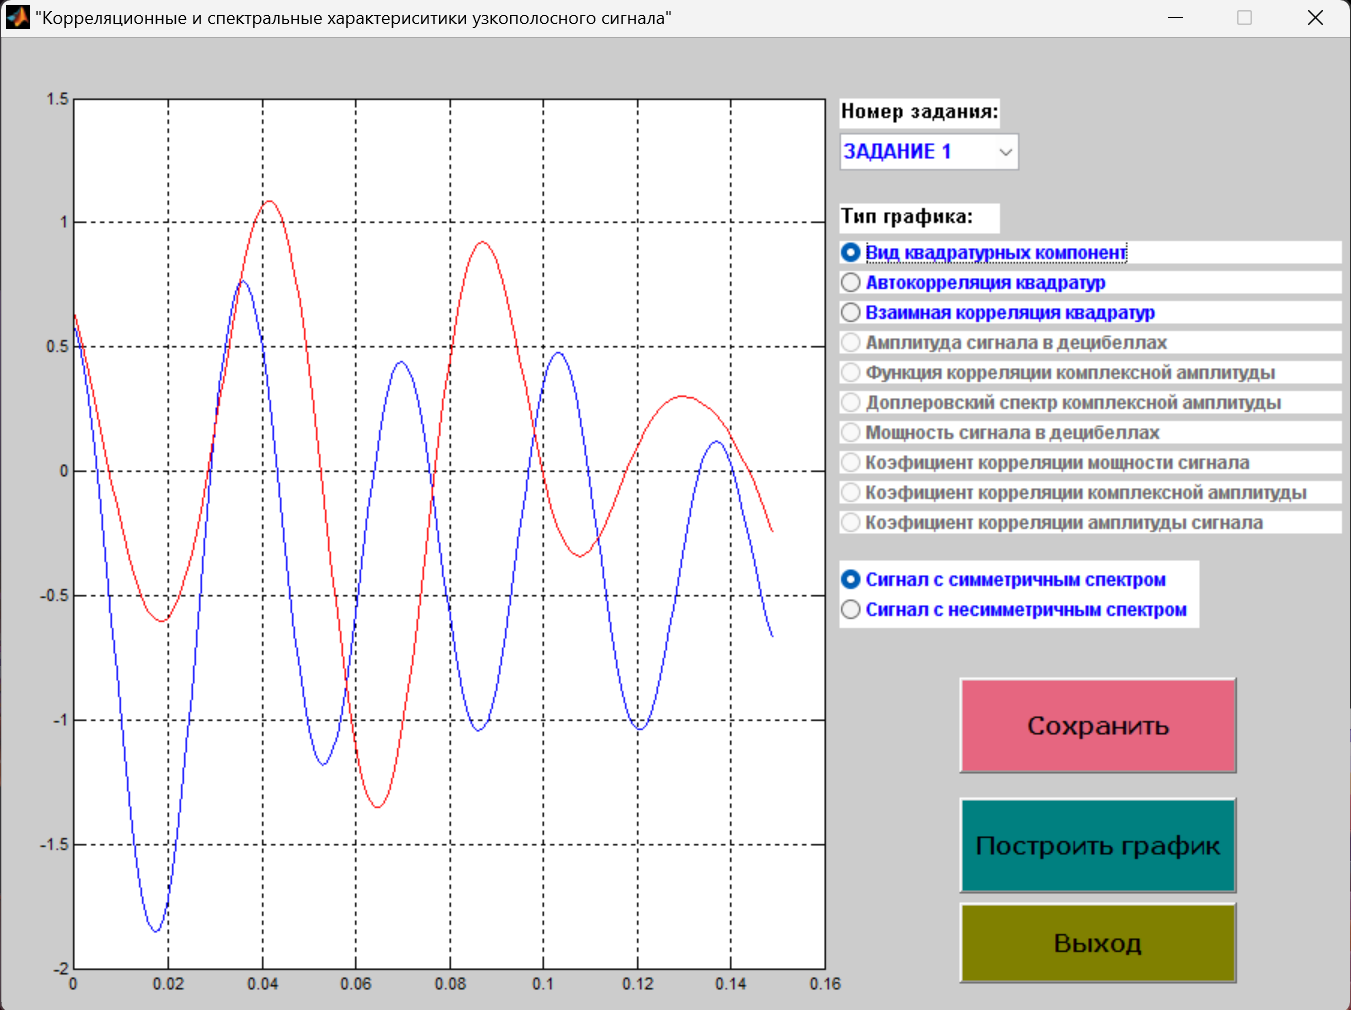 "Корреляционные и спектральные характериситики узкополосного сигнала"
1.5
1
0.5
0
-0.5
-1
-1.5
-2
0 0.02 0.04 0.06 0.08 0.1 0.12 0.14 0.16
Номер задания:
ЗАДАНИЕ 1
Тип графика:
Вид квадратурных компонент
Автокорреляция квадратур
Взаимная корреляция квадратур
Амплитуда сигнала в децибеллах
Функция корреляции комплексной амплитуды
Доплеровский спектр комплексной амплитуды
Мощность сигнала в децибеллах
Коэфициент корреляции мощности сигнала
Коэфициент корреляции комплексной амплитуды
Коэфициент корреляции амплитуды сигнала
Сигнал с симметричным спектром
Сигнал с несимметричным спектром
Сохранить
Построить график
Выход